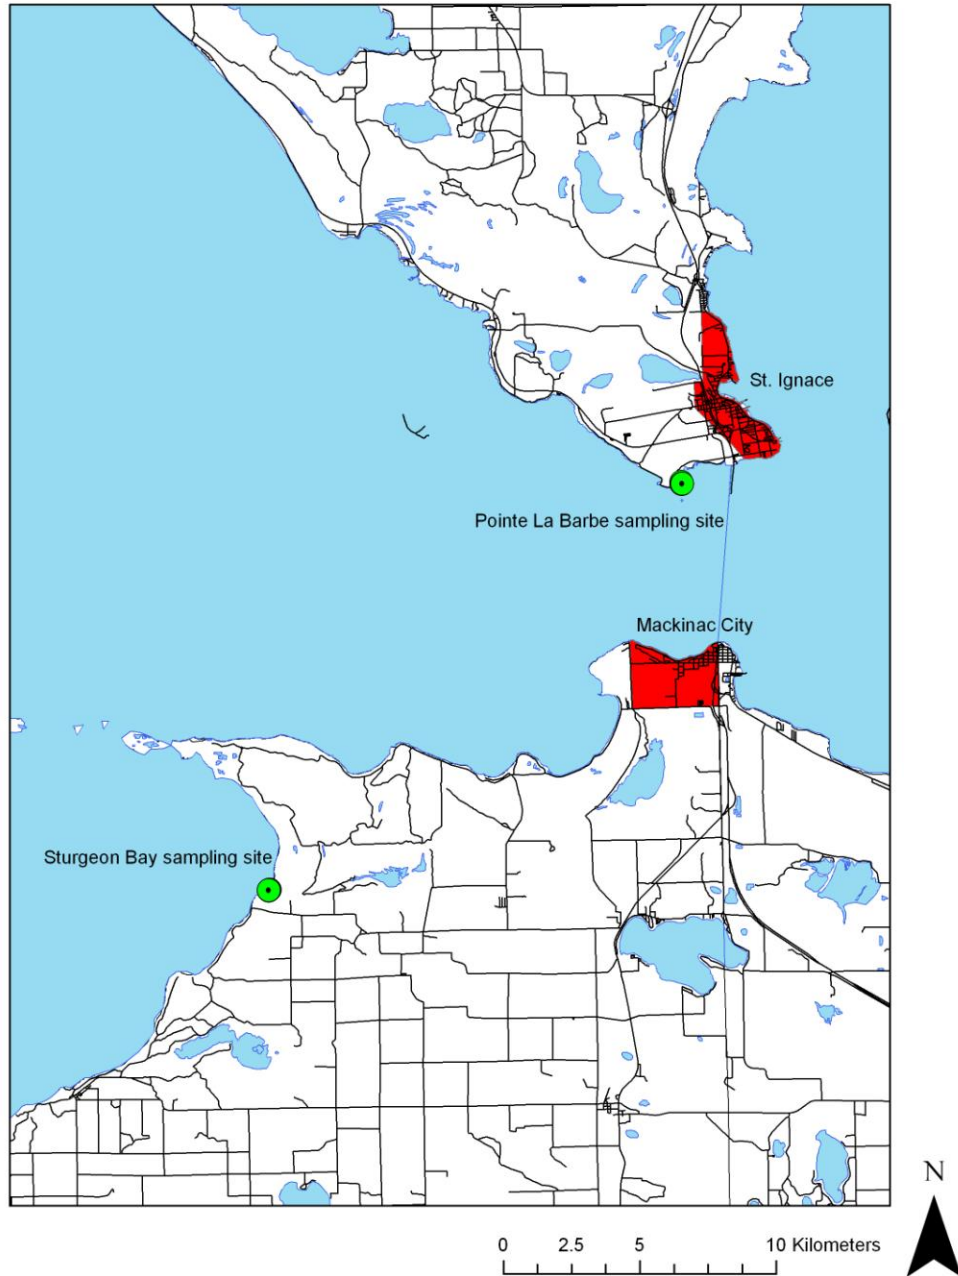 St. Ignace
Pointe La Barbe sampling site
Mackinac City
Sturgeon Bay sampling site
N
0 2.5 5 10 Kilometers